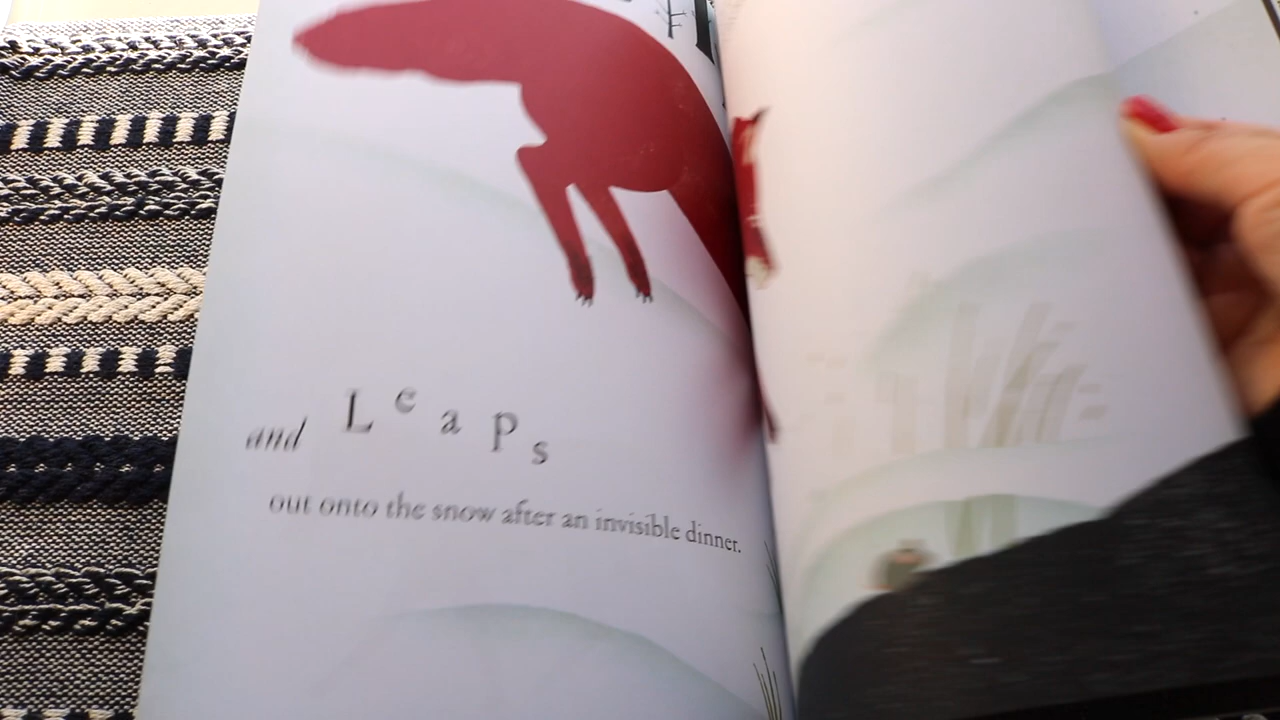 and Leaps
out onto the snow after an invisible dinner.